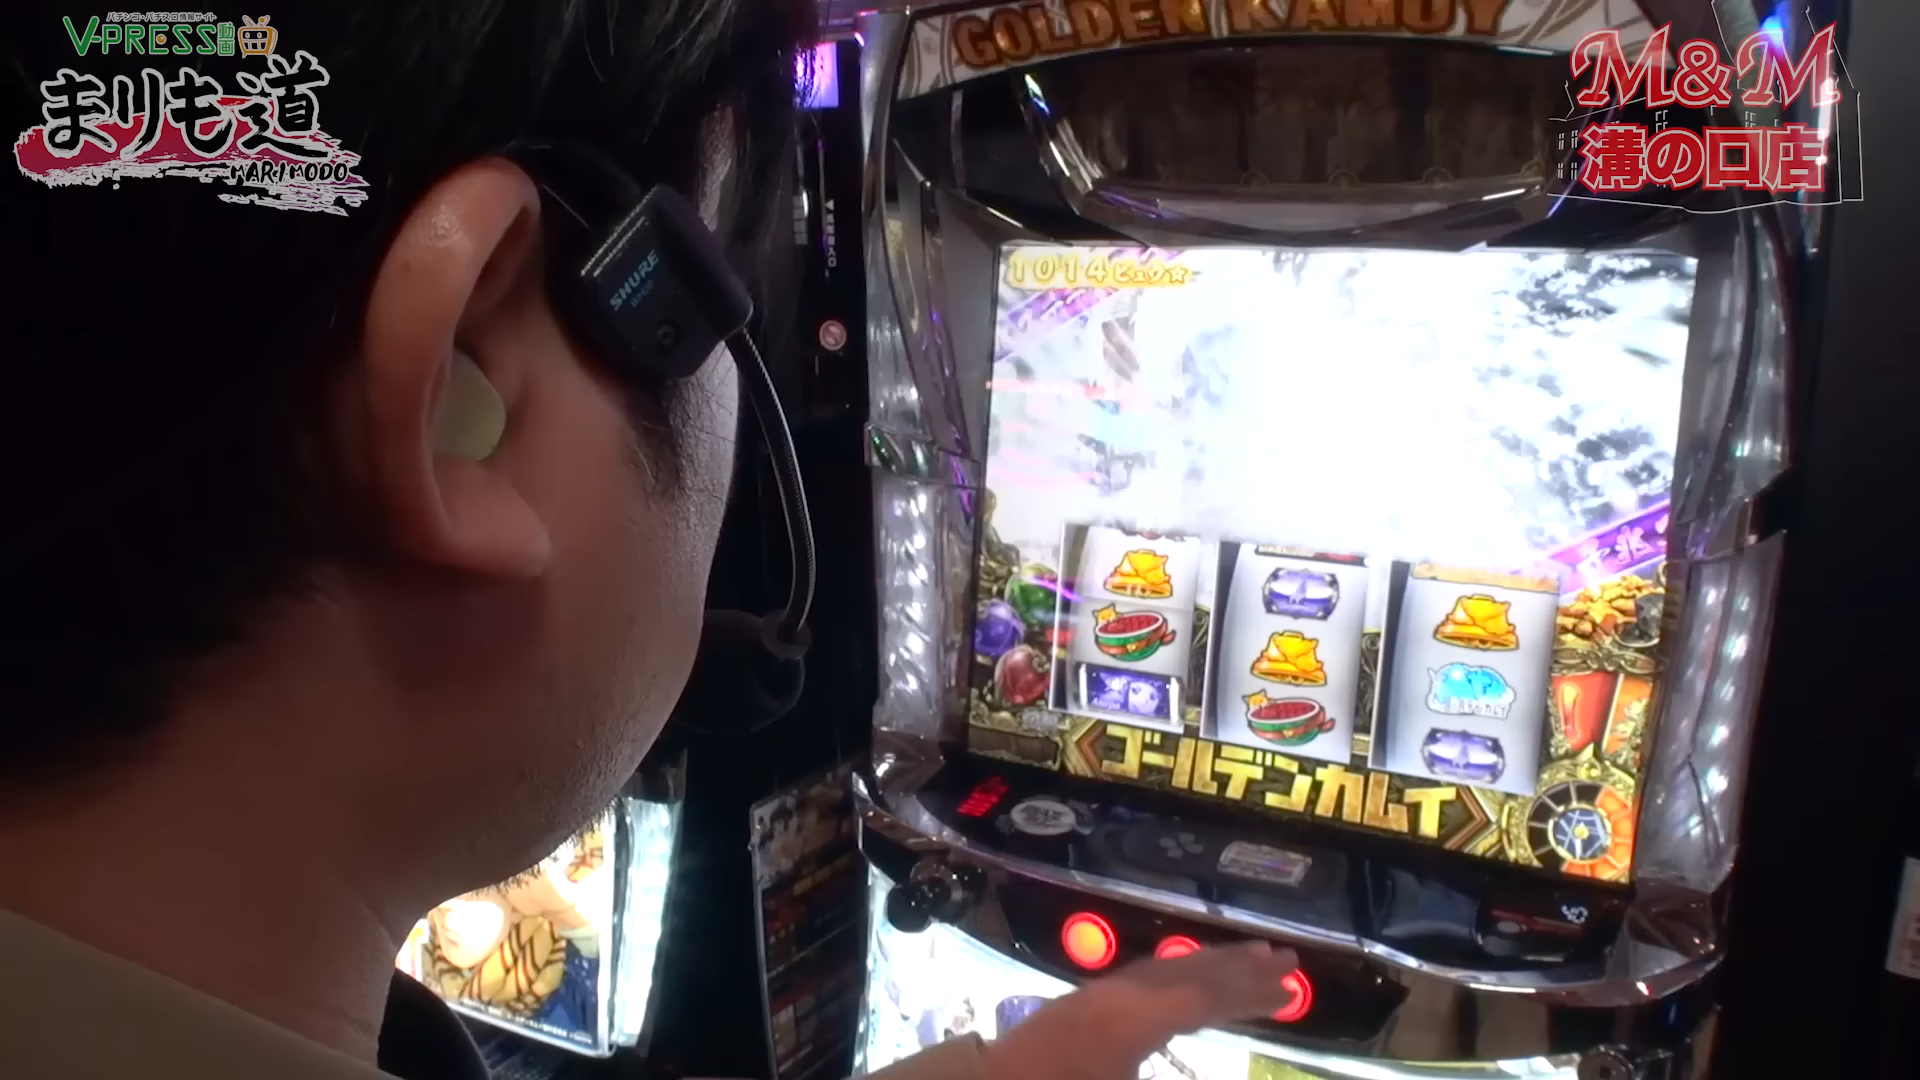 パチンコ・パチスロ情報サイト
V-PRESS動画
まりも道
MARIMODO
GOLDEN KAMUY
M&M
溝の口店
SHURE
1014ピュウ☆
ゴールデンカムイ